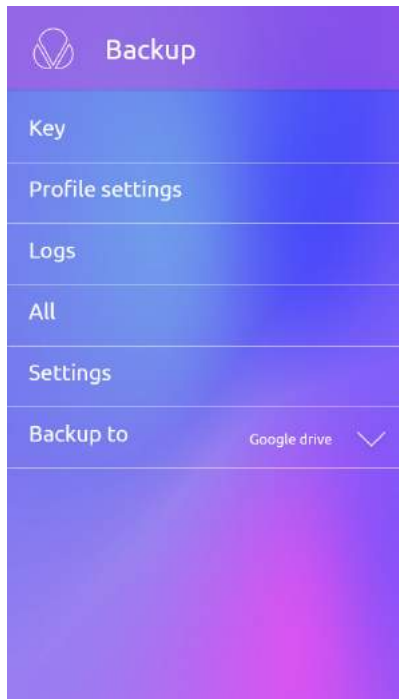 Backup
Key
Profile settings
Logs
All
Settings
Backup to Google drive